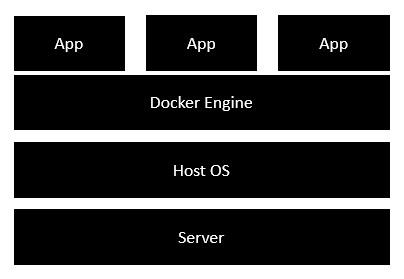 App App App
Docker Engine
Host OS
Server